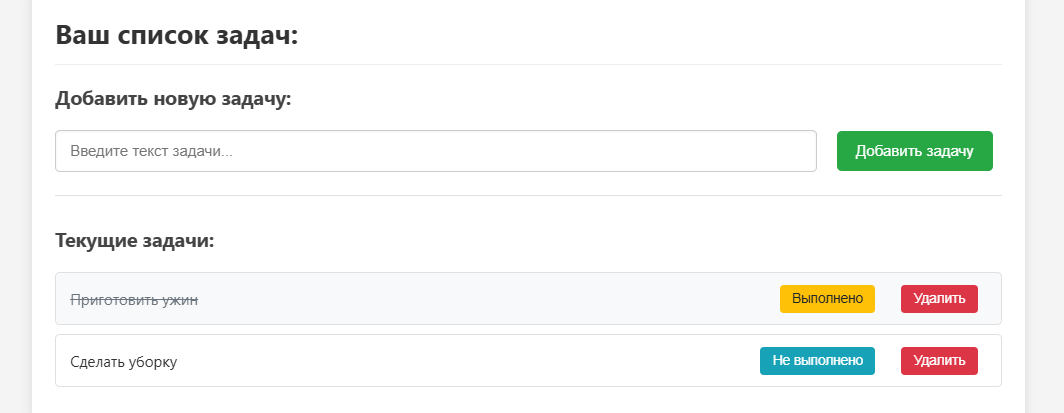 Ваш список задач:
Добавить новую задачу:
Введите текст задачи...
Добавить задачу
Текущие задачи:
Приготовить ужин
Выполнено
Удалить
Сделать уборку
Не выполнено
Удалить